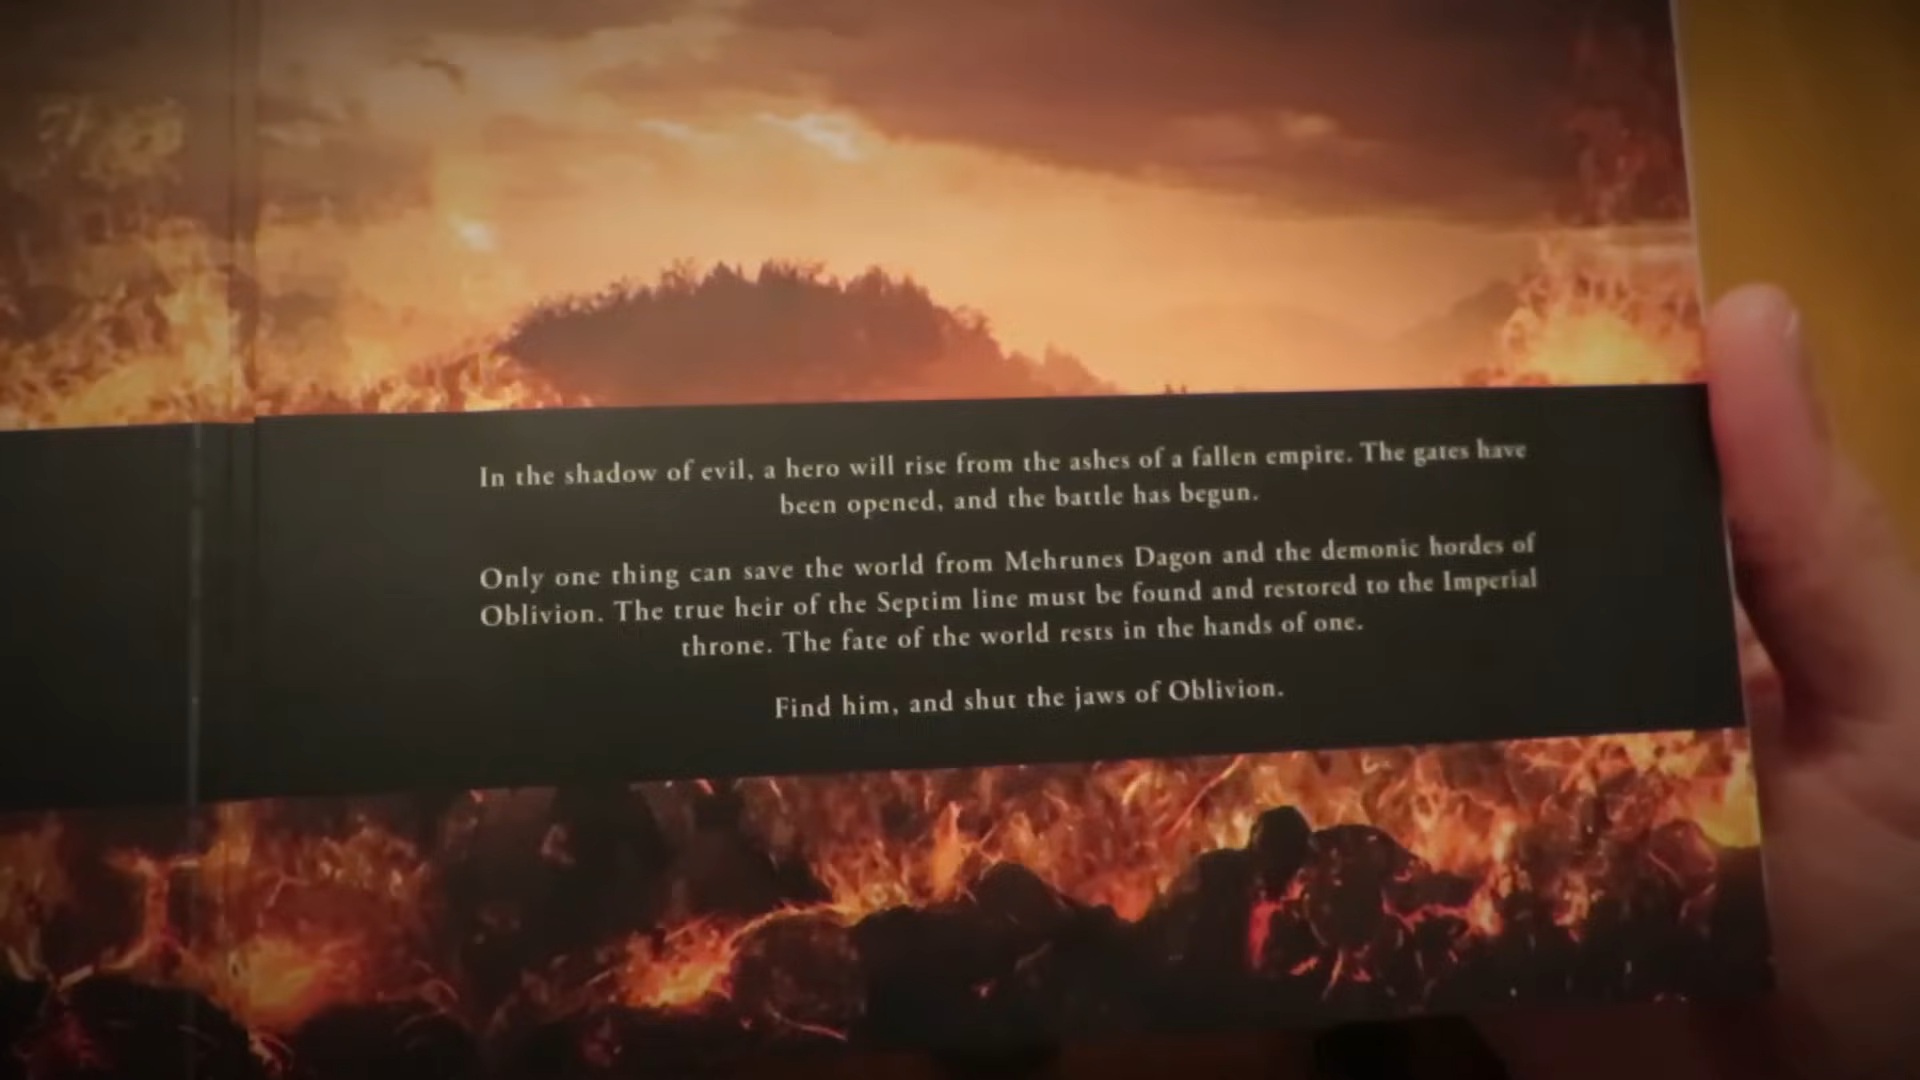 In the shadow of evil, a hero will rise from the ashes of a fallen empire. The gates have
been opened, and the battle has begun.
Only one thing can save the world from Mehrunes Dagon and the demonic hordes of
Oblivion. The true heir of the Septim line must be found and restored to the Imperial
throne. The fate of the world rests in the hands of one.
Find him, and shut the jaws of Oblivion.